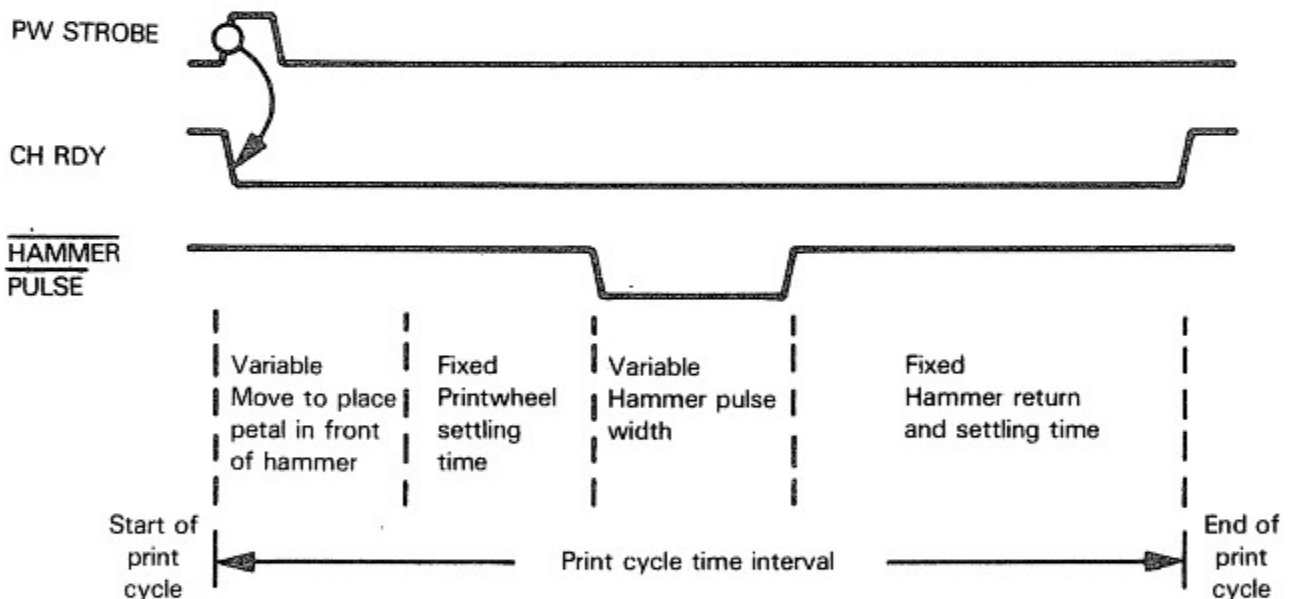 PW STROBE
CH RDY
HAMMER
PULSE
Variable
Move to place
petal in front
of hammer
Fixed
Printwheel
settling
time
Variable
Hammer pulse
width
Fixed
Hammer return
and settling time
Start of
print
cycle
Print cycle time interval
End of
print
cycle